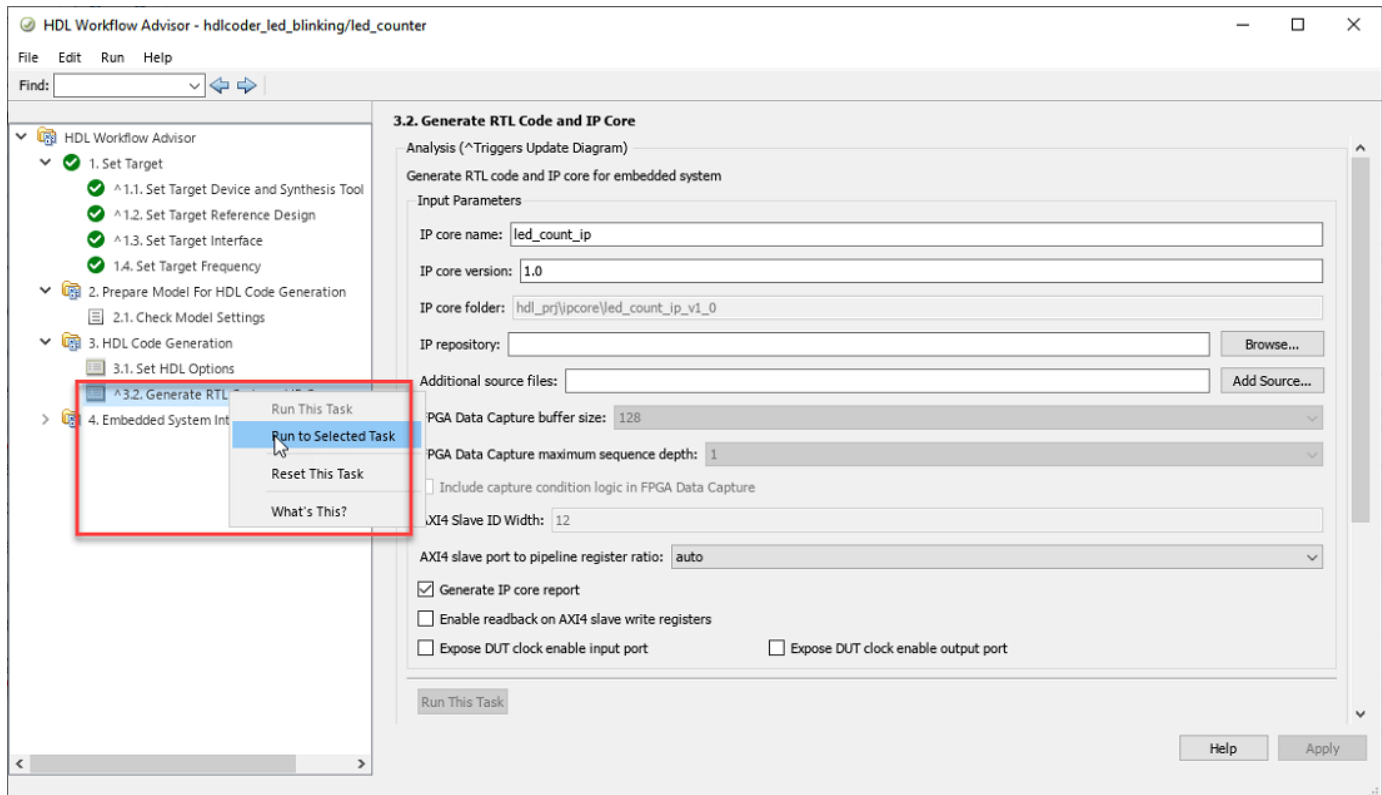 HDL Workflow Advisor - hdlcoder_led_blinking/led_counter
File Edit Run Help
Find:
HDL Workflow Advisor
1. Set Target
^1.1. Set Target Device and Synthesis Tool
^1.2. Set Target Reference Design
^1.3. Set Target Interface
1.4. Set Target Frequency
2. Prepare Model For HDL Code Generation
2.1. Check Model Settings
3. HDL Code Generation
3.1. Set HDL Options
^3.2. Generate RTL
4. Embedded System Int
Run This Task
Run to Selected Task
Reset This Task
What's This?
3.2. Generate RTL Code and IP Core
Analysis (^Triggers Update Diagram)
Generate RTL code and IP core for embedded system
Input Parameters
IP core name: led_count_ip
IP core version: 1.0
IP core folder: hdl_prj\ipcore\led_count_ip_v1_0
IP repository: Browse...
Additional source files: Add Source...
FPGA Data Capture buffer size: 128
FPGA Data Capture maximum sequence depth: 1
Include capture condition logic in FPGA Data Capture
AXI4 Slave ID Width: 12
AXI4 slave port to pipeline register ratio: auto
Generate IP core report
Enable readback on AXI4 slave write registers
Expose DUT clock enable input port Expose DUT clock enable output port
Run This Task
Help Apply